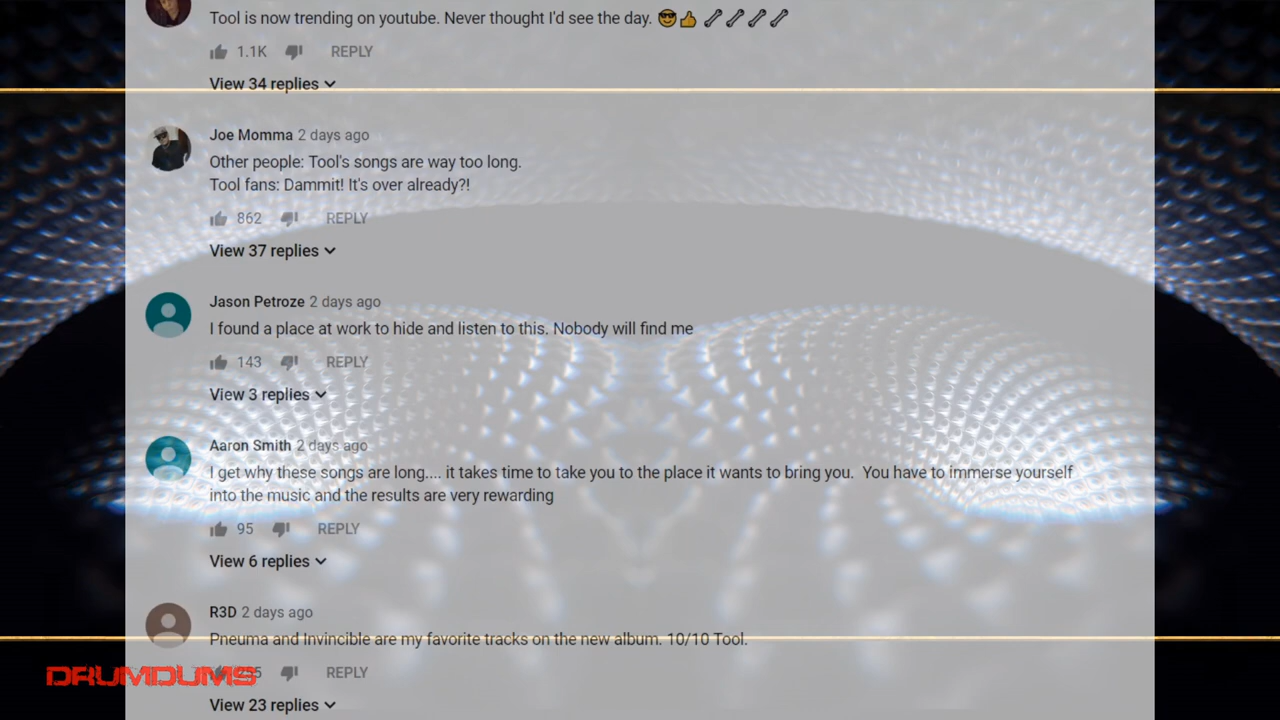 Tool is now trending on youtube. Never thought I'd see the day. 😎👍 🦴🦴🦴🦴
1.1K REPLY
View 34 replies
Joe Momma 2 days ago
Other people: Tool's songs are way too long.
Tool fans: Dammit! It's over already?!
862 REPLY
View 37 replies
Jason Petroze 2 days ago
I found a place at work to hide and listen to this. Nobody will find me
143 REPLY
View 3 replies
Aaron Smith 2 days ago
I get why these songs are long.... it takes time to take you to the place it wants to bring you. You have to immerse yourself
into the music and the results are very rewarding
95 REPLY
View 6 replies
R3D 2 days ago
Pneuma and Invincible are my favorite tracks on the new album. 10/10 Tool.
DRUMDUMS REPLY
View 23 replies